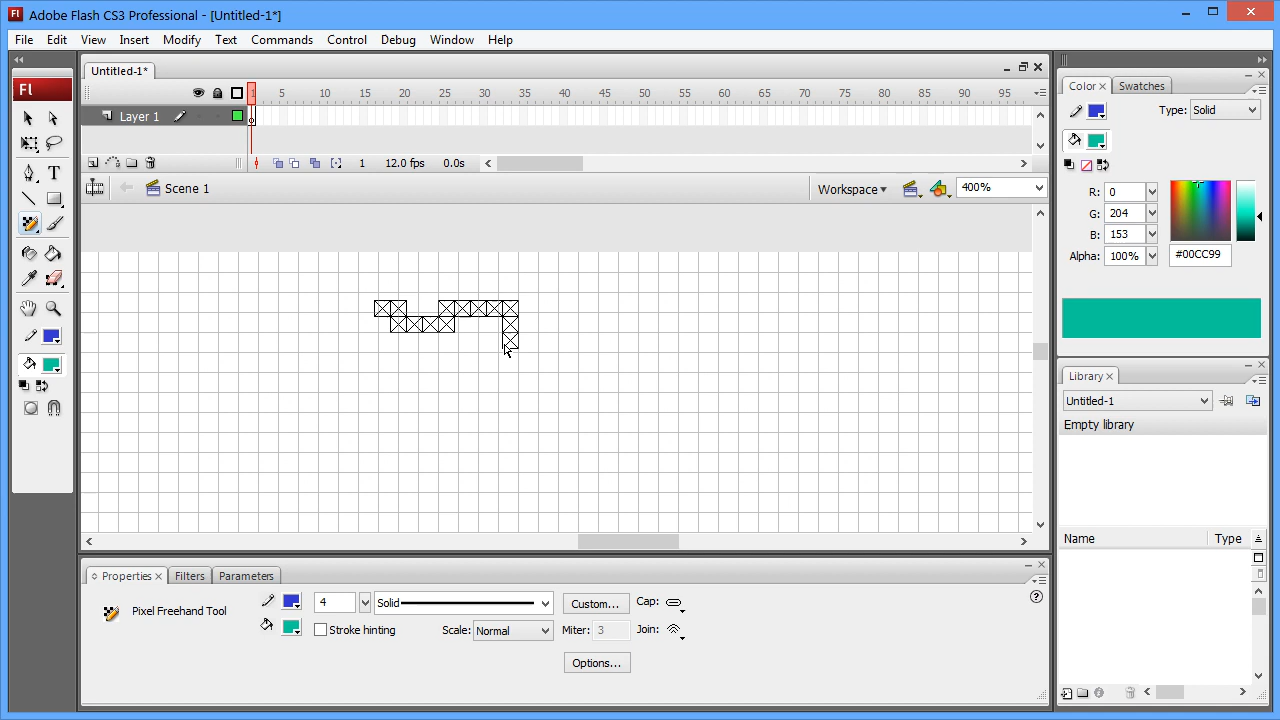 Fl Adobe Flash CS3 Professional - [Untitled-1*]
File Edit View Insert Modify Text Commands Control Debug Window Help
Untitled-1*
Fl
1 5 10 15 20 25 30 35 40 45 50 55 60 65 70 75 80 85 90 95
Layer 1
1 12.0 fps 0.0s
Scene 1
Workspace
400%
T
Color Swatches
Type: Solid
R: 0
G: 204
B: 153
Alpha: 100%
#00CC99
Library
Untitled-1
Empty library
Name Type
Properties Filters Parameters
Pixel Freehand Tool
4
Solid
Custom...
Cap:
Stroke hinting
Scale: Normal
Miter: 3
Join:
Options...